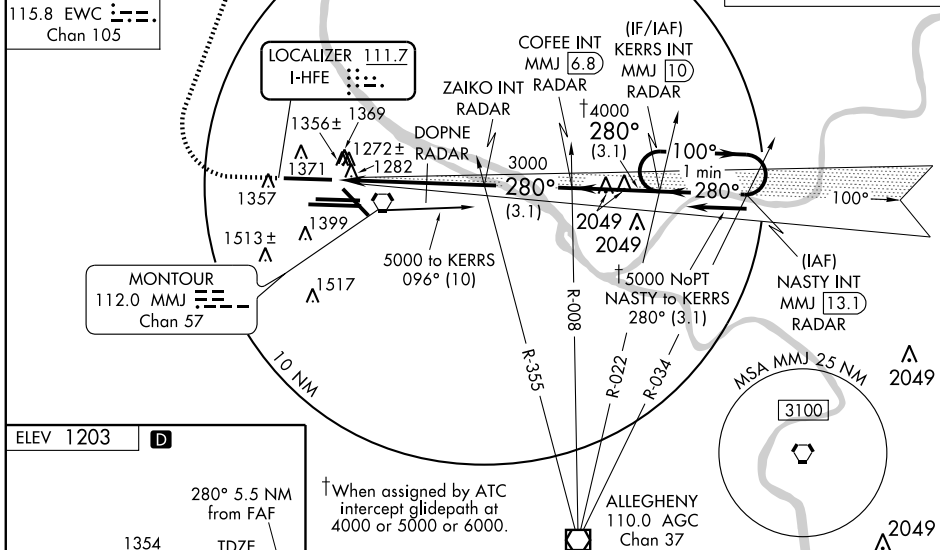 115.8 EWC
Chan 105
LOCALIZER 111.7
I-HFE
ZAIKO INT
RADAR
COFEE INT
MMJ 6.8
RADAR
(IF/IAF)
KERRS INT
MMJ 10
RADAR
†4000
280°
(3.1)
1356±
1369
1272±
1282
DOPNE
RADAR
1371
1357
3000
280°
(3.1)
100°
1 min
280°
100°
1399
1513±
1517
2049
2049
MONTOUR
112.0 MMJ
Chan 57
5000 to KERRS
096° (10)
†5000 NoPT
NASTY to KERRS
280° (3.1)
(IAF)
NASTY INT
MMJ 13.1
RADAR
R-355
R-008
R-022
R-034
10 NM
2049
MSA MMJ 25 NM
3100
ELEV 1203
D
280° 5.5 NM
from FAF
1354
TDZE
†When assigned by ATC
intercept glidepath at
4000 or 5000 or 6000.
ALLEGHENY
110.0 AGC
Chan 37
2049